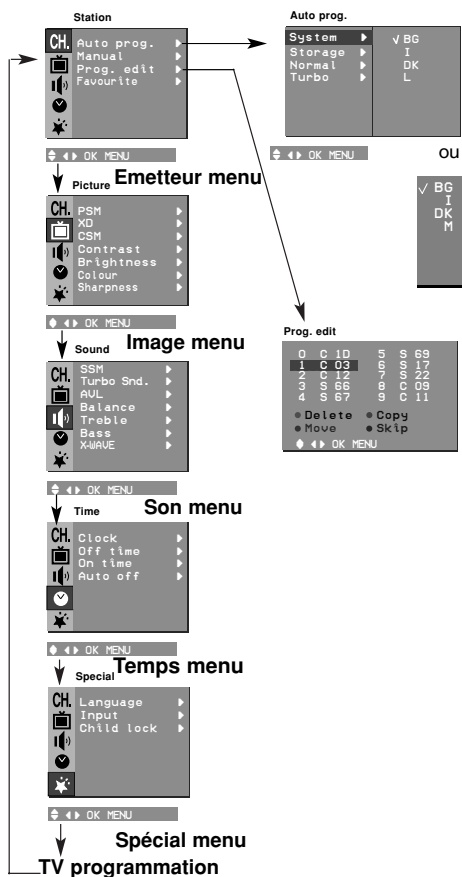 Station
CH.
Auto prog.
Manual
Prog. edit
Favourite
OK MENU
Emetteur menu
Auto prog.
System
Storage
Normal
Turbo
√ BG
I
DK
L
OK MENU
ou
√ BG
I
DK
M
Picture
CH.
PSM
XD
CSM
Contrast
Brightness
Colour
Sharpness
OK MENU
Image menu
Prog. edit
0 C 10 5 S 69
1 C 03 6 S 17
2 C 12 7 S 22
3 S 66 8 C 09
4 S 67 9 C 11
Delete Copy
Move Skip
OK MENU
Sound
CH.
SSM
Turbo Snd.
AVL
Balance
Treble
Bass
X-WAVE
OK MENU
Son menu
Time
CH.
Clock
Off time
On time
Auto off
OK MENU
Temps menu
Special
CH.
Language
Input
Child lock
OK MENU
Spécial menu
TV programmation